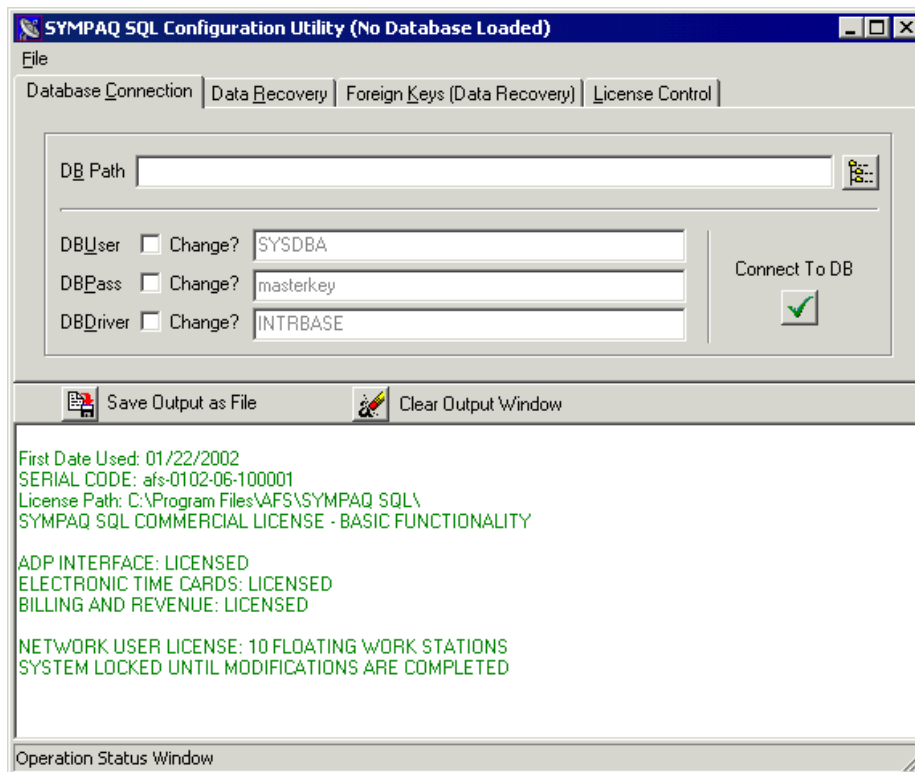 SYMPAQ SQL Configuration Utility (No Database Loaded)
File
Database Connection Data Recovery Foreign Keys (Data Recovery) License Control
DB Path
DBUser Change? SYSDBA
DBPass Change? masterkey
DBDriver Change? INTRBASE
Connect To DB
Save Output as File Clear Output Window
First Date Used: 01/22/2002
SERIAL CODE: afs-0102-06-100001
License Path: C:\Program Files\AFS\SYMPAQ SQL\
SYMPAQ SQL COMMERCIAL LICENSE - BASIC FUNCTIONALITY
ADP INTERFACE: LICENSED
ELECTRONIC TIME CARDS: LICENSED
BILLING AND REVENUE: LICENSED
NETWORK USER LICENSE: 10 FLOATING WORK STATIONS
SYSTEM LOCKED UNTIL MODIFICATIONS ARE COMPLETED
Operation Status Window